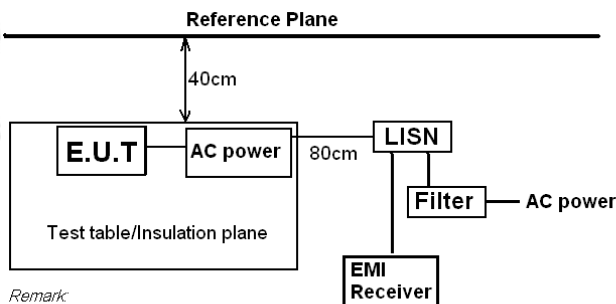 Reference Plane
40cm
E.U.T
AC power
80cm
LISN
Filter
AC power
Test table/Insulation plane
EMI
Receiver
Remark: